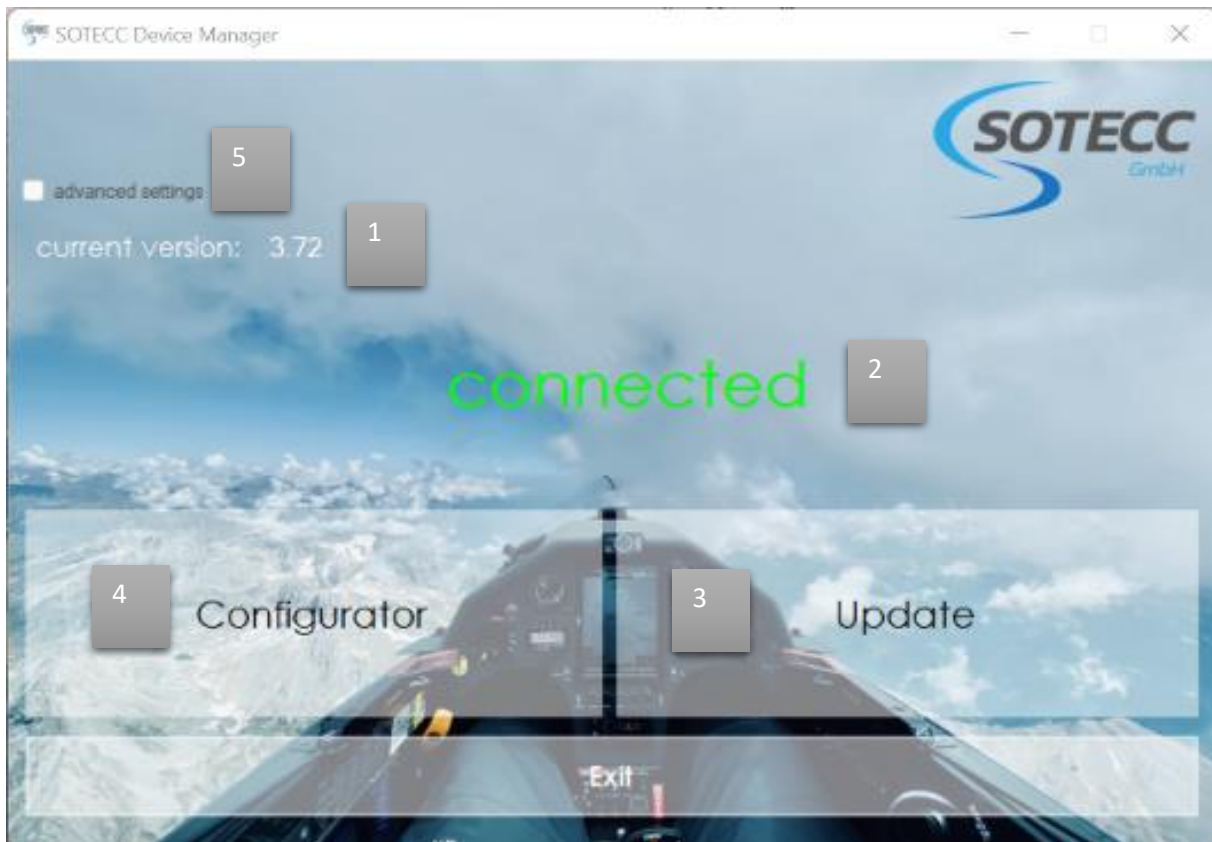 SOTECC Device Manager
SOTECC
GmbH
5
advanced settings
1
current version: 3.72
connected
2
4
Configurator
3
Update
Exit